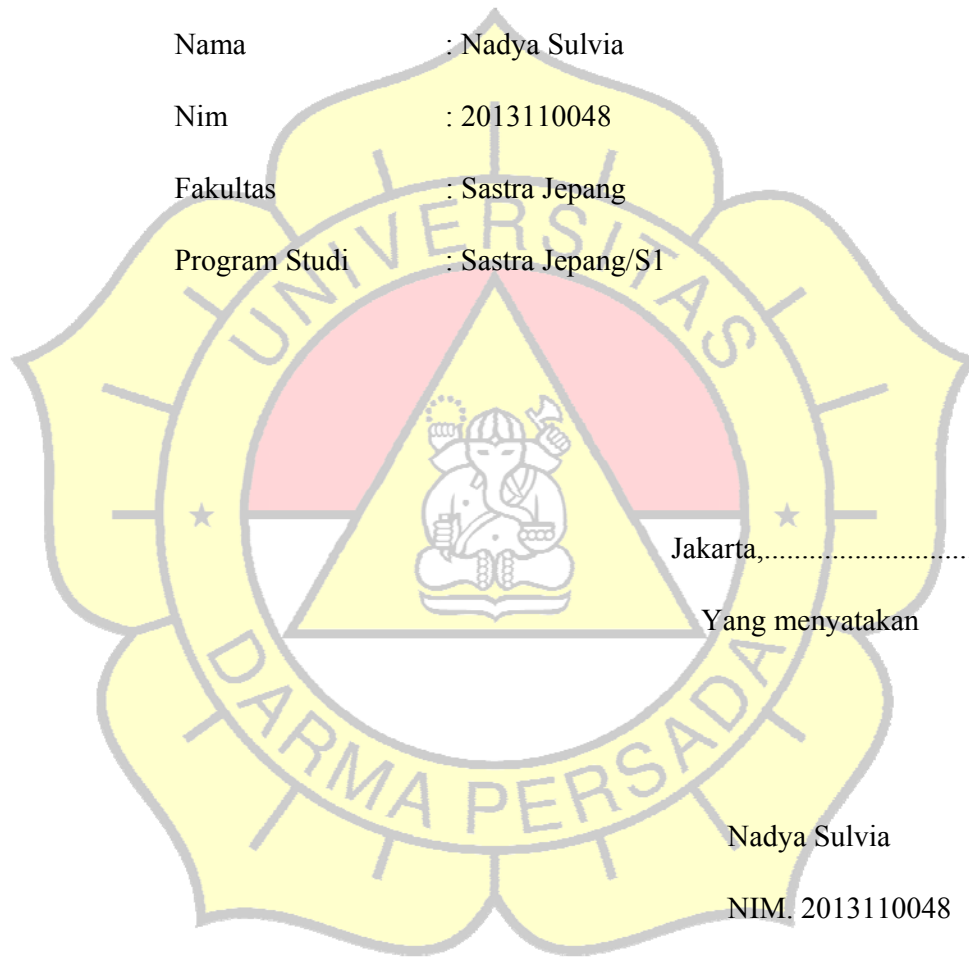 Nama : Nadya Sulvia
Nim : 2013110048
Fakultas : Sastra Jepang
UNIVERSITAS
Program Studi : Sastra Jepang/S1
Jakarta,...........................
Yang menyatakan
DARMA PERSADA
Nadya Sulvia
NIM. 2013110048